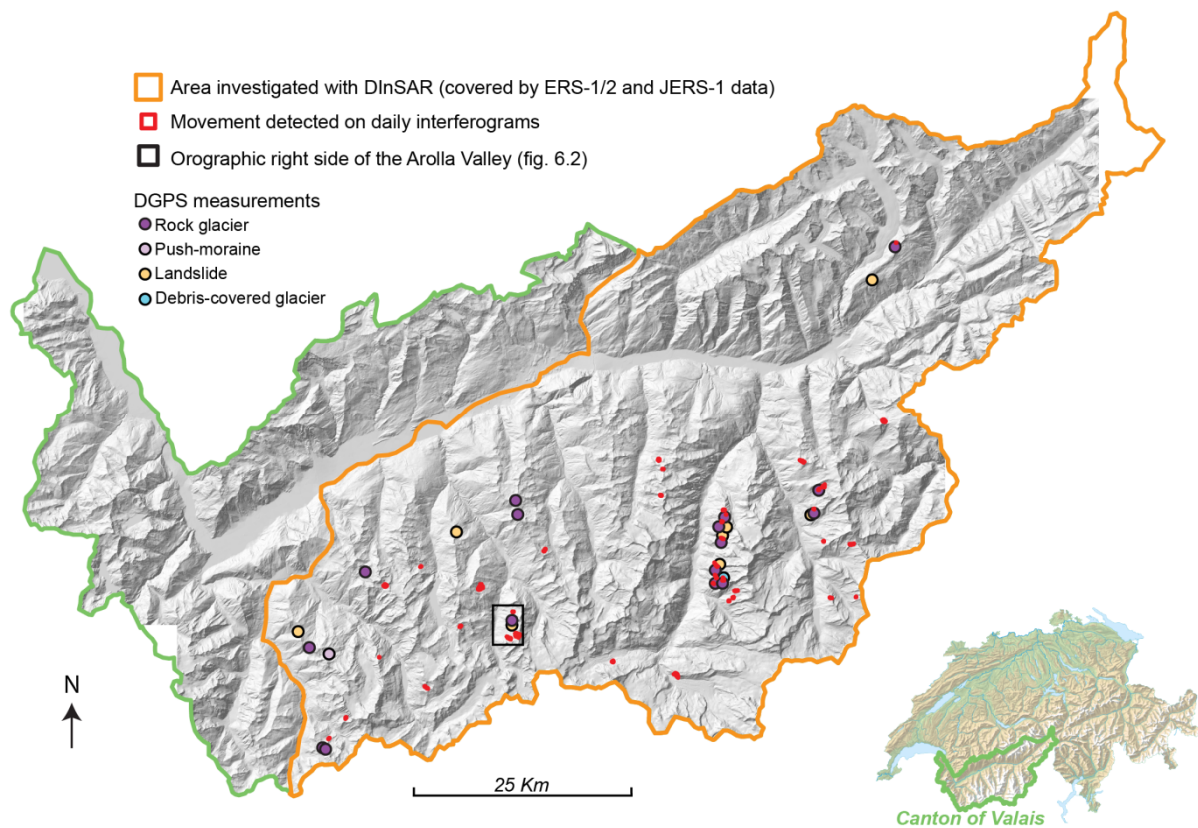 Area investigated with DInSAR (covered by ERS-1/2 and JERS-1 data)
Movement detected on daily interferograms
Orographic right side of the Arolla Valley (fig. 6.2)
DGPS measurements
Rock glacier
Push-moraine
Landslide
Debris-covered glacier
N
25 Km
Canton of Valais